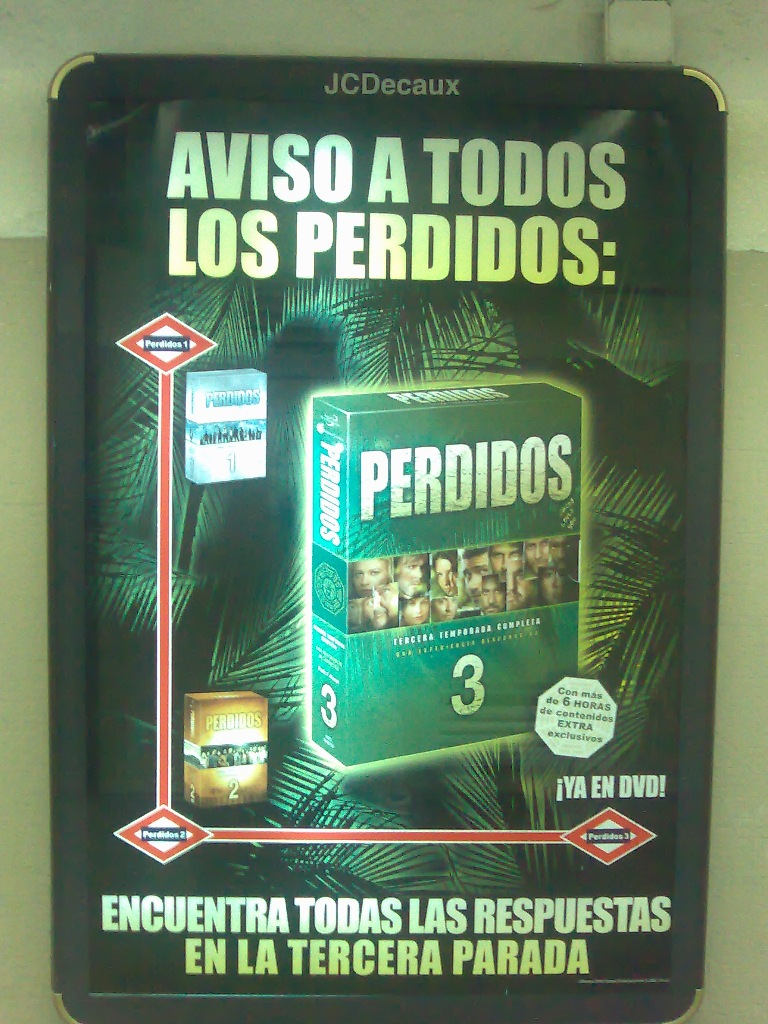 JCDecaux
AVISO A TODOS
LOS PERDIDOS:
Perdidos 1
PERDIDOS
1
PERDIDOS
PERDIDOS
PERDIDOS
TERCERA TEMPORADA COMPLETA
3
3
Con más
de 6 HORAS
de contenidos
EXTRA
exclusivos
PERDIDOS
2
2
¡YA EN DVD!
Perdidos 2
Perdidos 3
ENCUENTRA TODAS LAS RESPUESTAS
EN LA TERCERA PARADA